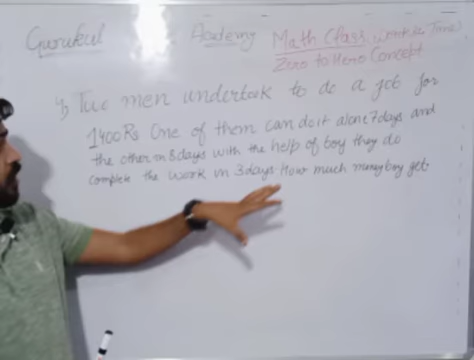 Gurukul Academy Math Class work & Time
Zero to Hero Concept
Two men undertook to do a job for
1400Rs One of them can do it alone 7days and
the other in 8days with the help of boy they do
complete the work in 3days How much money boy get